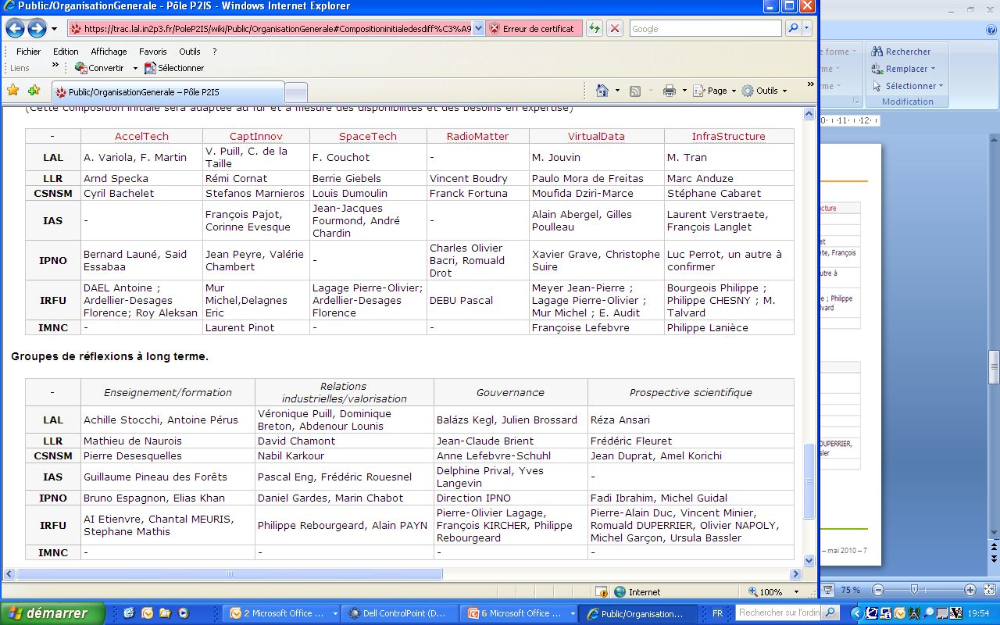 Public/OrganisationGenerale - Pôle P2IS - Windows Internet Explorer
https://trac.lal.in2p3.fr/PoleP2IS/wiki/Public/OrganisationGenerale#Compositioninitialedesdiff%C3%A9
Erreur de certificat
Google
Fichier Edition Affichage Favoris Outils ?
Liens » Convertir Sélectionner
Public/OrganisationGenerale – Pôle P2IS
Page Outils »
(Cette composition initiale sera adaptée au fur et à mesure des disponibilités et des besoins en expertise)
- AccelTech CaptInnov SpaceTech RadioMatter VirtualData InfraStructure
LAL A. Variola, F. Martin V. Puill, C. de la Taille F. Couchot - M. Jouvin M. Tran
LLR Arnd Specka Rémi Cornat Berrie Giebels Vincent Boudry Paulo Mora de Freitas Marc Anduze
CSNSM Cyril Bachelet Stefanos Marnieros Louis Dumoulin Franck Fortuna Moufida Dziri-Marce Stéphane Cabaret
IAS - François Pajot, Corinne Evesque Jean-Jacques Fourmond, André Chardin - Alain Abergel, Gilles Poulleau Laurent Verstraete, François Langlet
IPNO Bernard Launé, Said Essabaa Jean Peyre, Valérie Chambert - Charles Olivier Bacri, Romuald Drot Xavier Grave, Christophe Suire Luc Perrot, un autre à confirmer
IRFU DAEL Antoine ; Ardellier-Desages Florence; Roy Aleksan Mur Michel,Delagnes Eric Lagage Pierre-Olivier; Ardellier-Desages Florence DEBU Pascal Meyer Jean-Pierre ; Lagage Pierre-Olivier ; Mur Michel ; E. Audit Bourgeois Philippe ; Philippe CHESNY ; M. Talvard
IMNC - Laurent Pinot - - Françoise Lefebvre Philippe Lanièce
Groupes de réflexions à long terme.
- Enseignement/formation Relations industrielles/valorisation Gouvernance Prospective scientifique
LAL Achille Stocchi, Antoine Pérus Véronique Puill, Dominique Breton, Abdenour Lounis Balázs Kegl, Julien Brossard Réza Ansari
LLR Mathieu de Naurois David Chamont Jean-Claude Brient Frédéric Fleuret
CSNSM Pierre Desesquelles Nabil Karkour Anne Lefebvre-Schuhl Jean Duprat, Amel Korichi
IAS Guillaume Pineau des Forêts Pascal Eng, Frédéric Rouesnel Delphine Prival, Yves Langevin -
IPNO Bruno Espagnon, Elias Khan Daniel Gardes, Marin Chabot Direction IPNO Fadi Ibrahim, Michel Guidal
IRFU AI Etienvre, Chantal MEURIS, Stephane Mathis Philippe Rebourgeard, Alain PAYN Pierre-Olivier Lagage, François KIRCHER, Philippe Rebourgeard Pierre-Alain Duc, Vincent Minier, Romuald DUPERRIER, Olivier NAPOLY, Michel Garçon, Ursula Bassler
IMNC - - - -
Internet 100%
Rechercher
Remplacer
Sélectionner
Modification
11 12
cture
ète, François
utre à
e ; Philippe
lvard
DUPERRIER,
sler
– mai 2010 – 7
75 %
démarrer
2 Microsoft Office ...
Dell ControlPoint (D...
6 Microsoft Office ...
Public/Organisation...
FR
Rechercher sur l'ordin
19:54